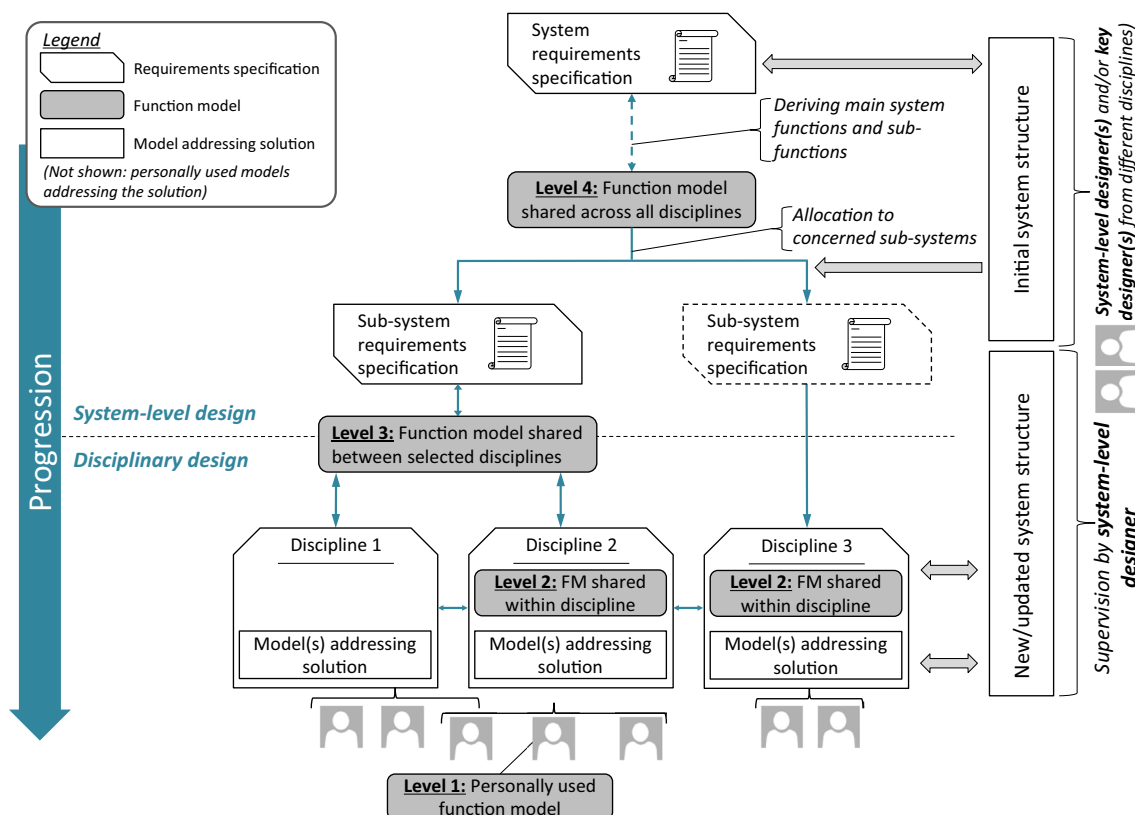 Legend
Requirements specification
Function model
Model addressing solution
(Not shown: personally used models
addressing the solution)
Progression
System
requirements
specification
Deriving main system
functions and sub-
functions
Level 4: Function model
shared across all disciplines
Allocation to
concerned sub-systems
Initial system structure
System-level designer(s) and/or key
designer(s) from different disciplines)
Sub-system
requirements
specification
Sub-system
requirements
specification
System-level design
Disciplinary design
Level 3: Function model shared
between selected disciplines
New/updated system structure
Supervision by system-level
designer
Discipline 1
Model(s) addressing
solution
Discipline 2
Level 2: FM shared
within discipline
Model(s) addressing
solution
Discipline 3
Level 2: FM shared
within discipline
Model(s) addressing
solution
Level 1: Personally used
function model